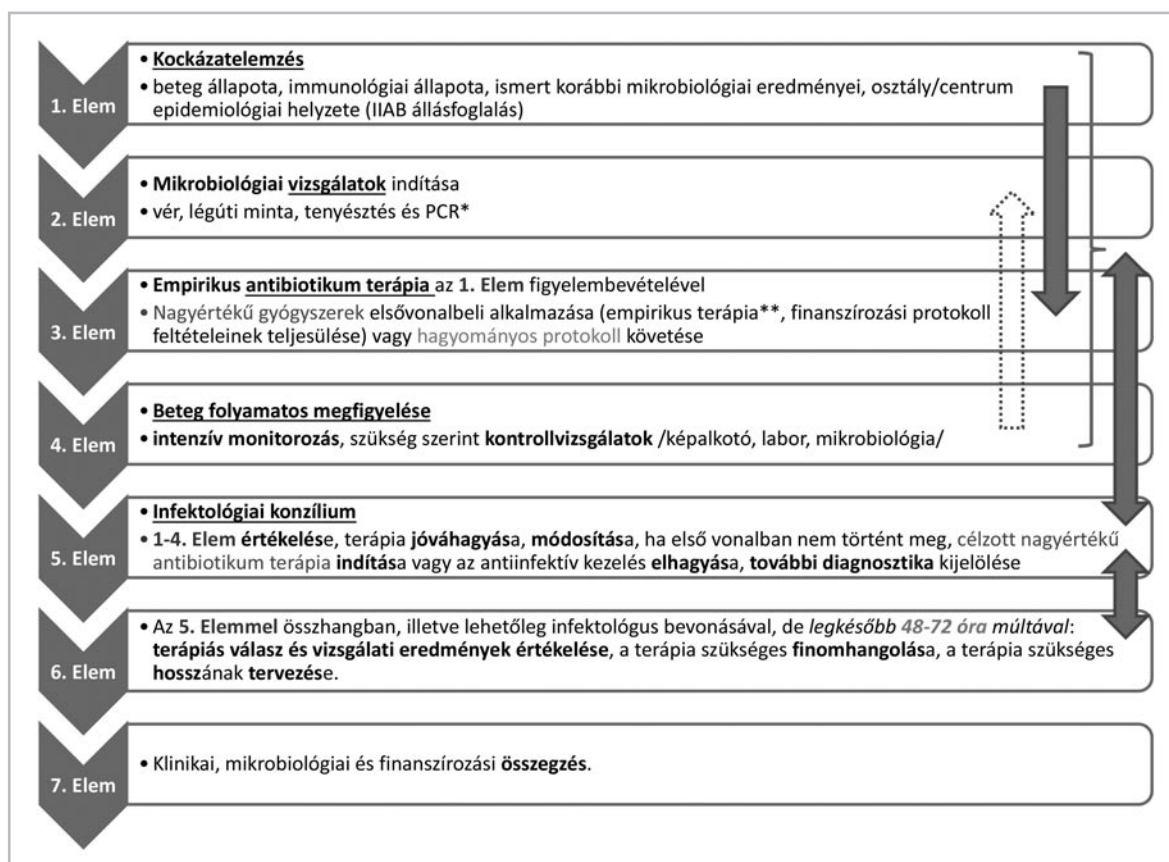 1. Elem
• Kockázatelemzés
• beteg állapota, immunológiai állapota, ismert korábbi mikrobiológiai eredményei, osztály/centrum
epidemiológiai helyzete (IIAB állásfoglalás)
2. Elem
• Mikrobiológiai vizsgálatok indítása
• vér, légúti minta, tenyésztés és PCR*
3. Elem
• Empirikus antibiotikum terápia az 1. Elem figyelembevételével
• Nagyértékű gyógyszerek elsővonalbeli alkalmazása (empirikus terápia**, finanszírozási protokoll
feltételeinek teljesülése) vagy hagyományos protokoll követése
4. Elem
• Beteg folyamatos megfigyelése
• intenzív monitorozás, szükség szerint kontrollvizsgálatok /képalkotó, labor, mikrobiológia/
5. Elem
• Infektológiai konzílium
• 1-4. Elem értékelése, terápia jóváhagyása, módosítása, ha első vonalban nem történt meg, célzott nagyértékű
antibiotikum terápia indítása vagy az antiinfektív kezelés elhagyása, további diagnosztika kijelölése
6. Elem
• Az 5. Elemmel összhangban, illetve lehetőleg infektológus bevonásával, de legkésőbb 48-72 óra múltával:
terápiás válasz és vizsgálati eredmények értékelése, a terápia szükséges finomhangolása, a terápia szükséges
hosszának tervezése.
7. Elem
• Klinikai, mikrobiológiai és finanszírozási összegzés.